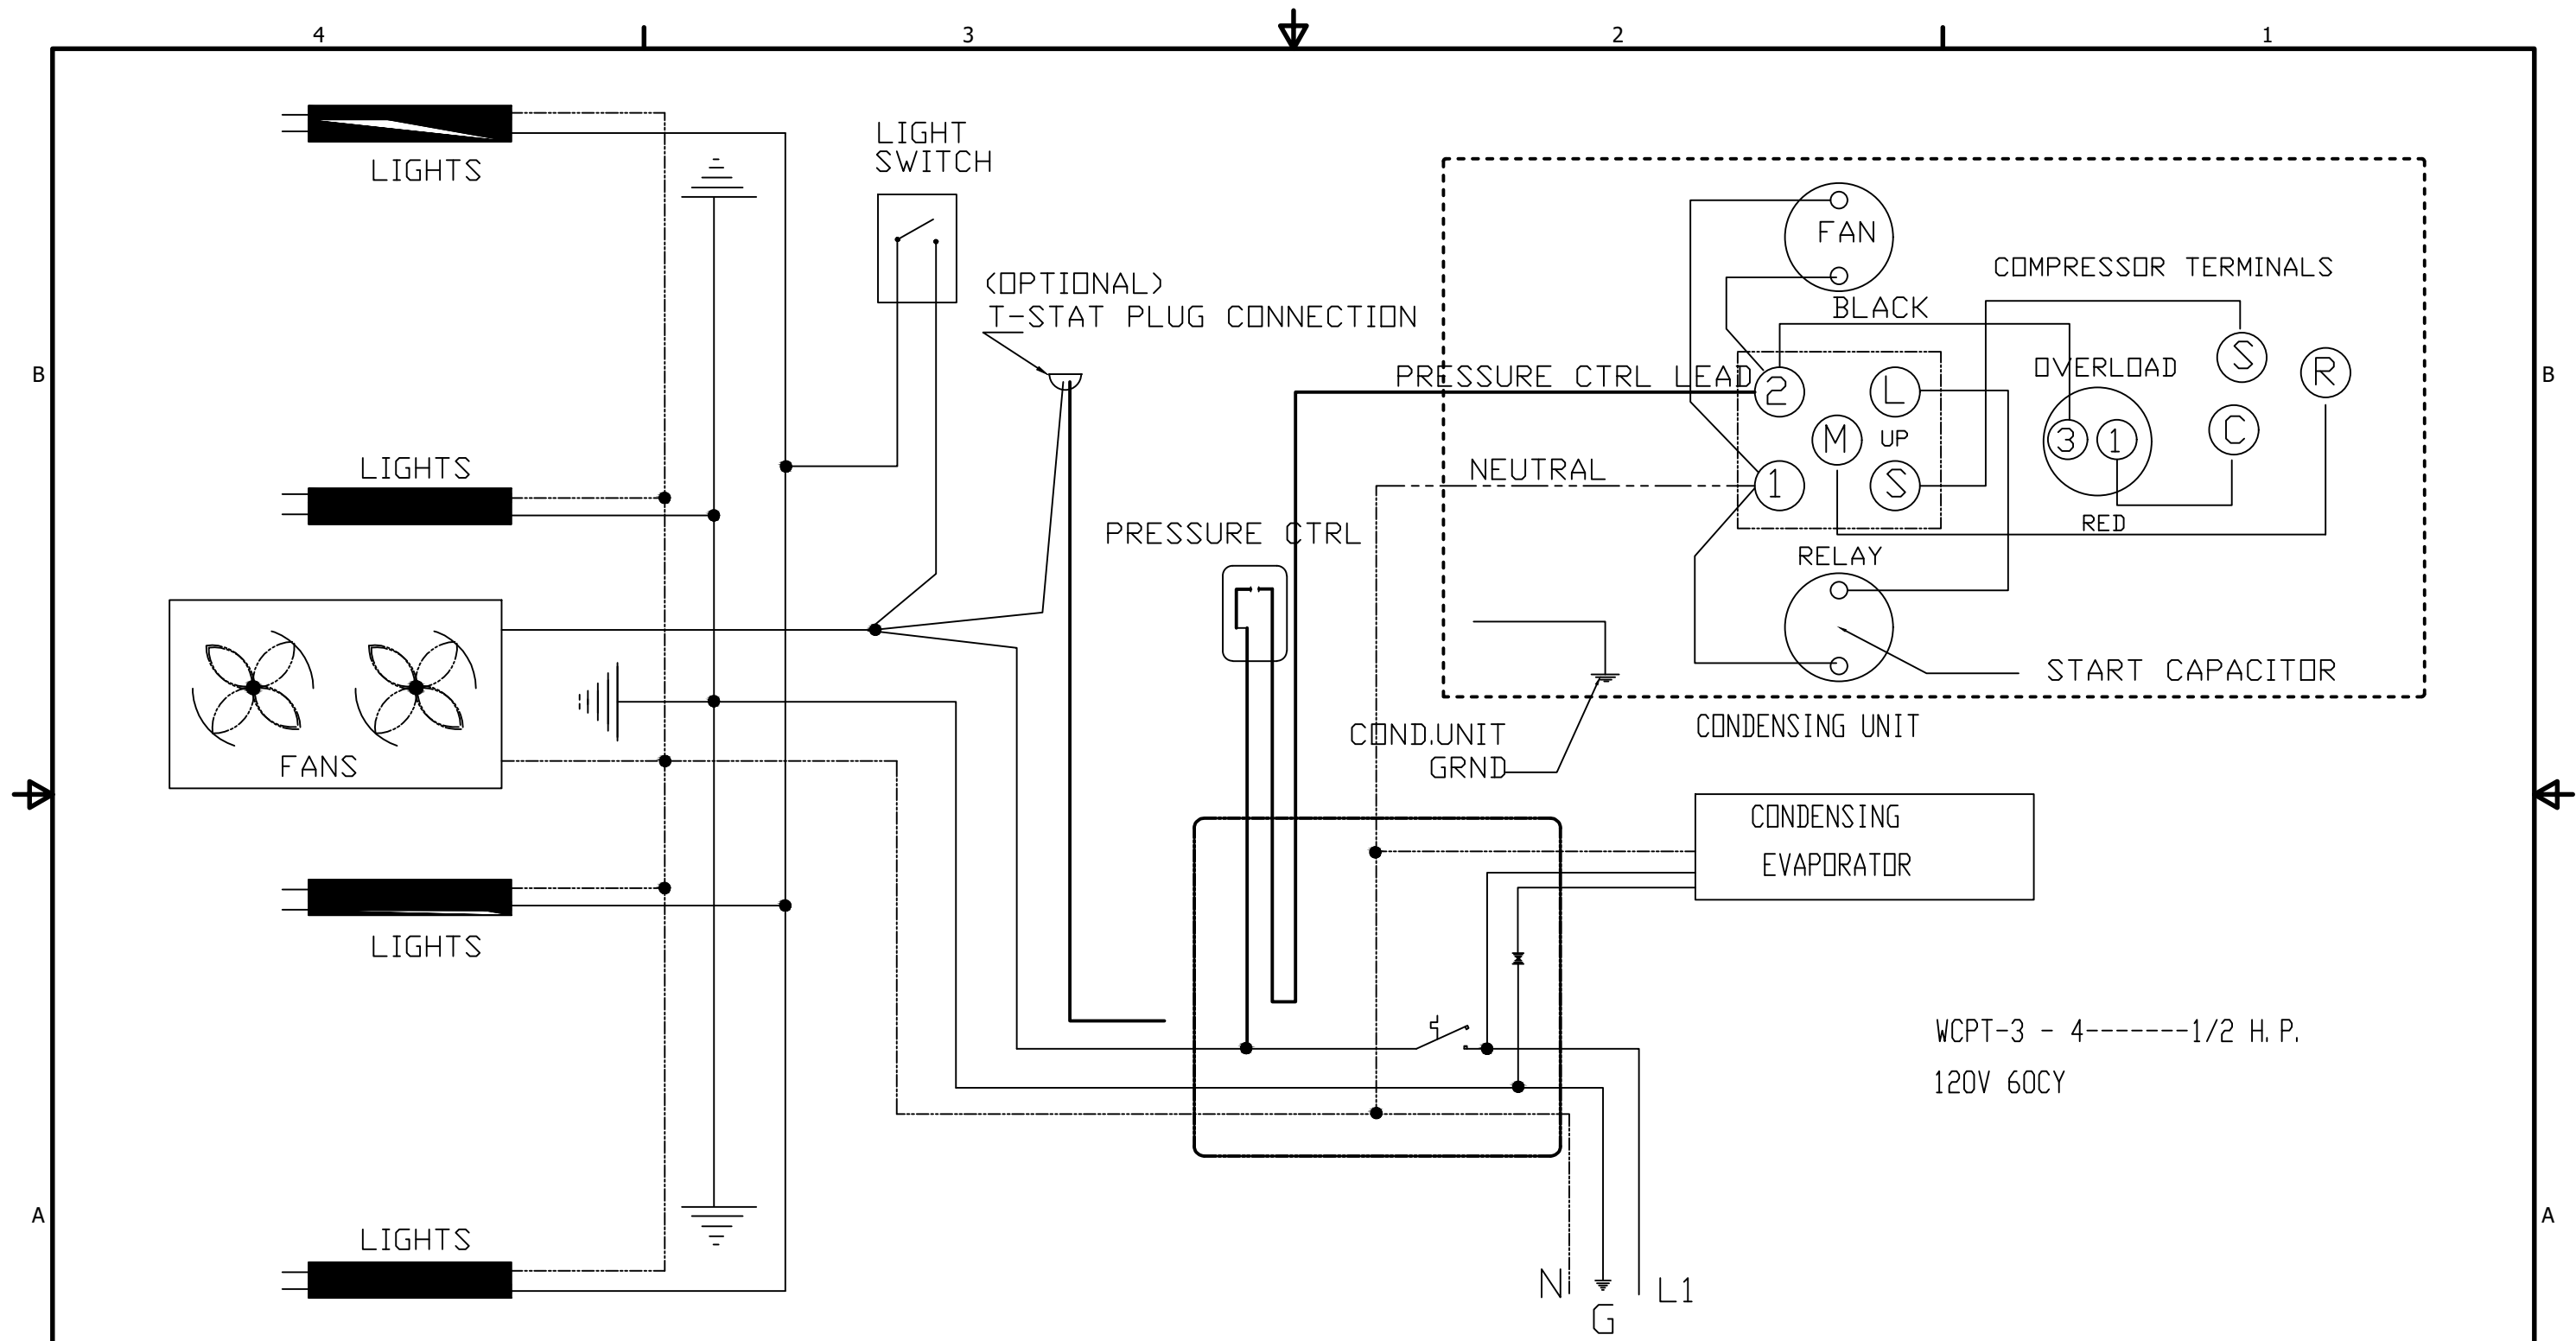 4
3
2
1
LIGHTS
LIGHT
SWITCH
FAN
COMPRESSOR TERMINALS
(OPTIONAL)
T-STAT PLUG CONNECTION
BLACK
B
PRESSURE CTRL LEAD
2
L
OVERLOAD
S
R
B
M
UP
3
1
C
LIGHTS
NEUTRAL
1
S
RED
PRESSURE CTRL
RELAY
START CAPACITOR
COND.UNIT
GRND
CONDENSING UNIT
FANS
CONDENSING
EVAPORATOR
LIGHTS
WCPT-3 - 4-------1/2 H.P.
120V 60CY
A
A
LIGHTS
N
G
L1